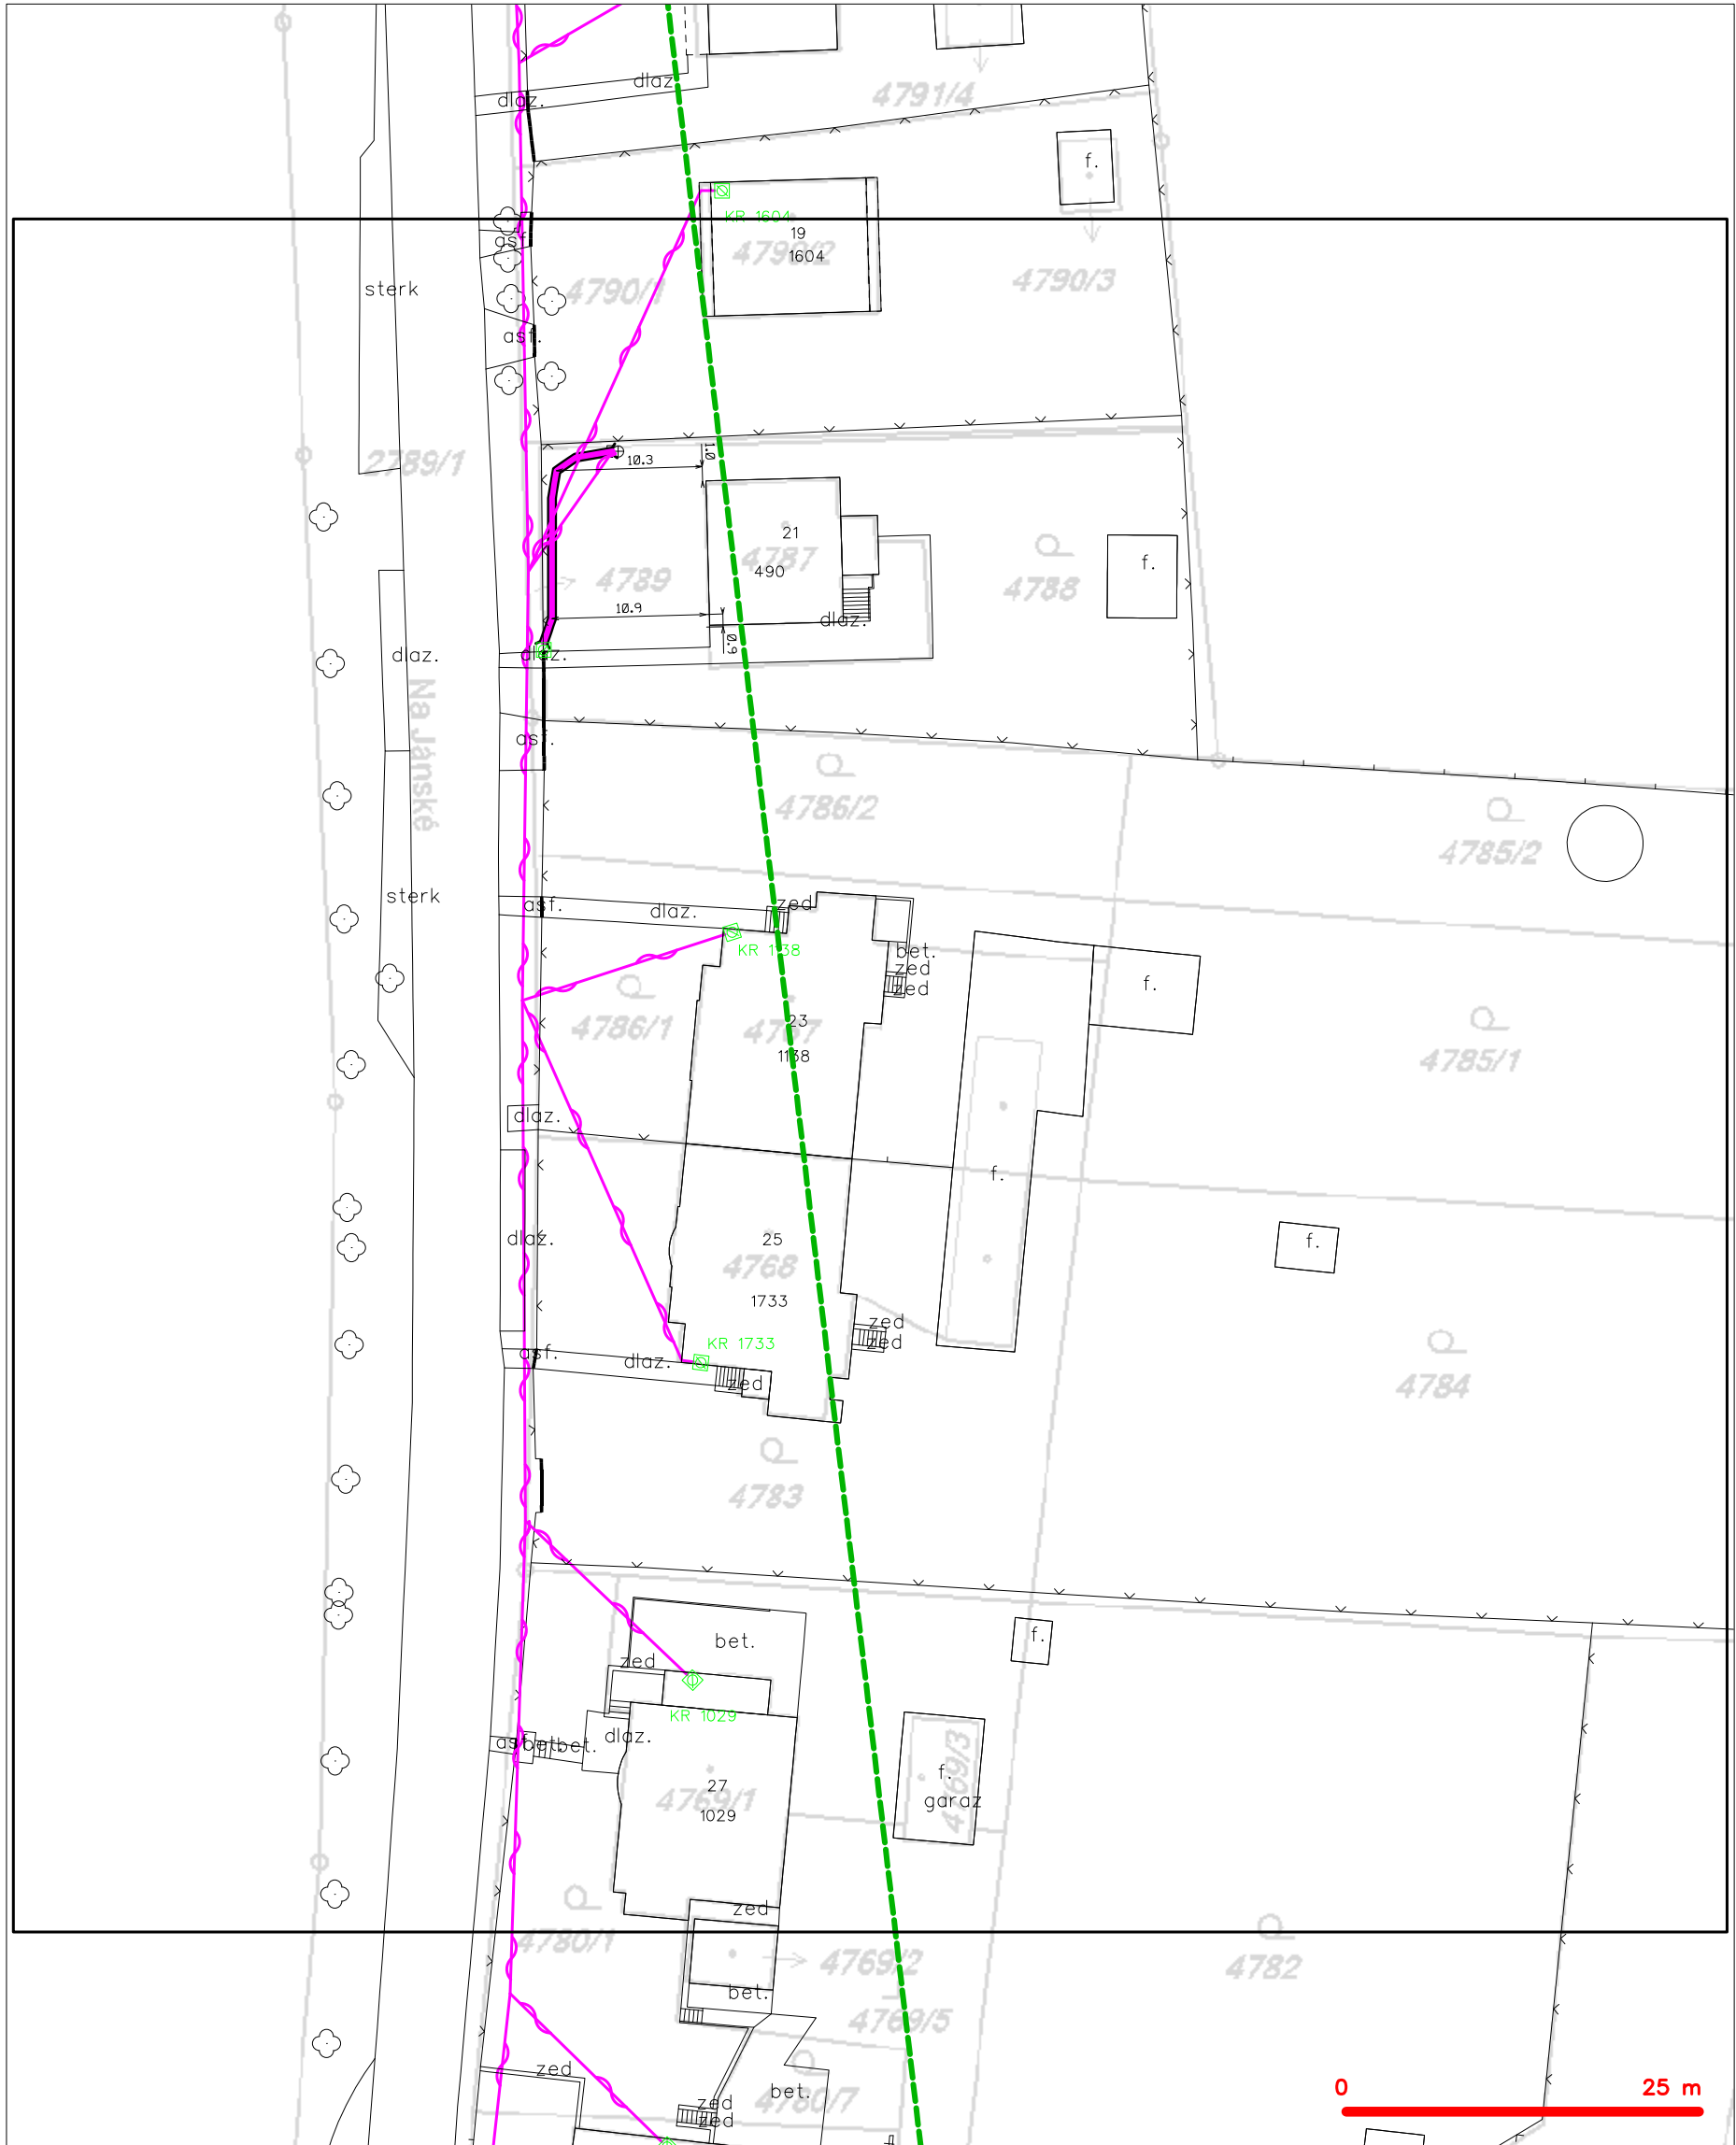 dlaz.
dlaz.
4791/4
f.
KR 1604
19
4790/2
1604
asf.
sterk
4790/1
4790/3
asf.
2789/1
10.3
1.0
21
4787
490
4789
4788
f.
10.9
0.9
dlaz.
dlaz.
dlaz.
Na Jánské
asf.
4786/2
4785/2
sterk
asf.
dlaz.
zed
KR 1138
bet.
zed
zed
f.
4786/1
23
4767
1138
4785/1
dlaz.
f.
dlaz.
25
4768
f.
1733
zed
zed
KR 1733
asf.
dlaz.
zed
4784
4783
bet.
f.
zed
KR 1029
asf.
bet.
bet.
dlaz.
27
4769/1
1029
4769/3
f.
garaz
zed
4780/1
4769/2
4782
bet.
4769/5
zed
bet.
4780/7
zed
zed
0 25 m